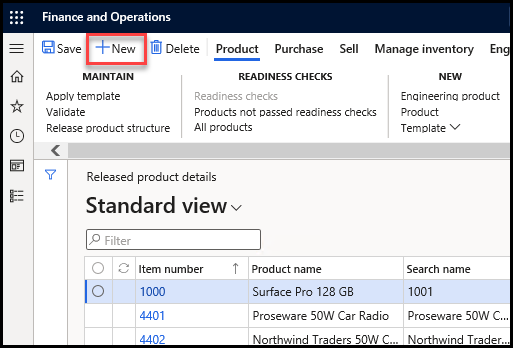 Finance and Operations
Save New Delete Product Purchase Sell Manage inventory Eng
MAINTAIN READINESS CHECKS NEW
Apply template Readiness checks Engineering product
Validate Products not passed readiness checks Product
Release product structure All products Template
Released product details
Standard view
Filter
Item number Product name Search name
1000 Surface Pro 128 GB 1001
4401 Proseware 50W Car Radio Proseware 50W C...
4402 Northwind Traders 50W C... Northwind Traders...